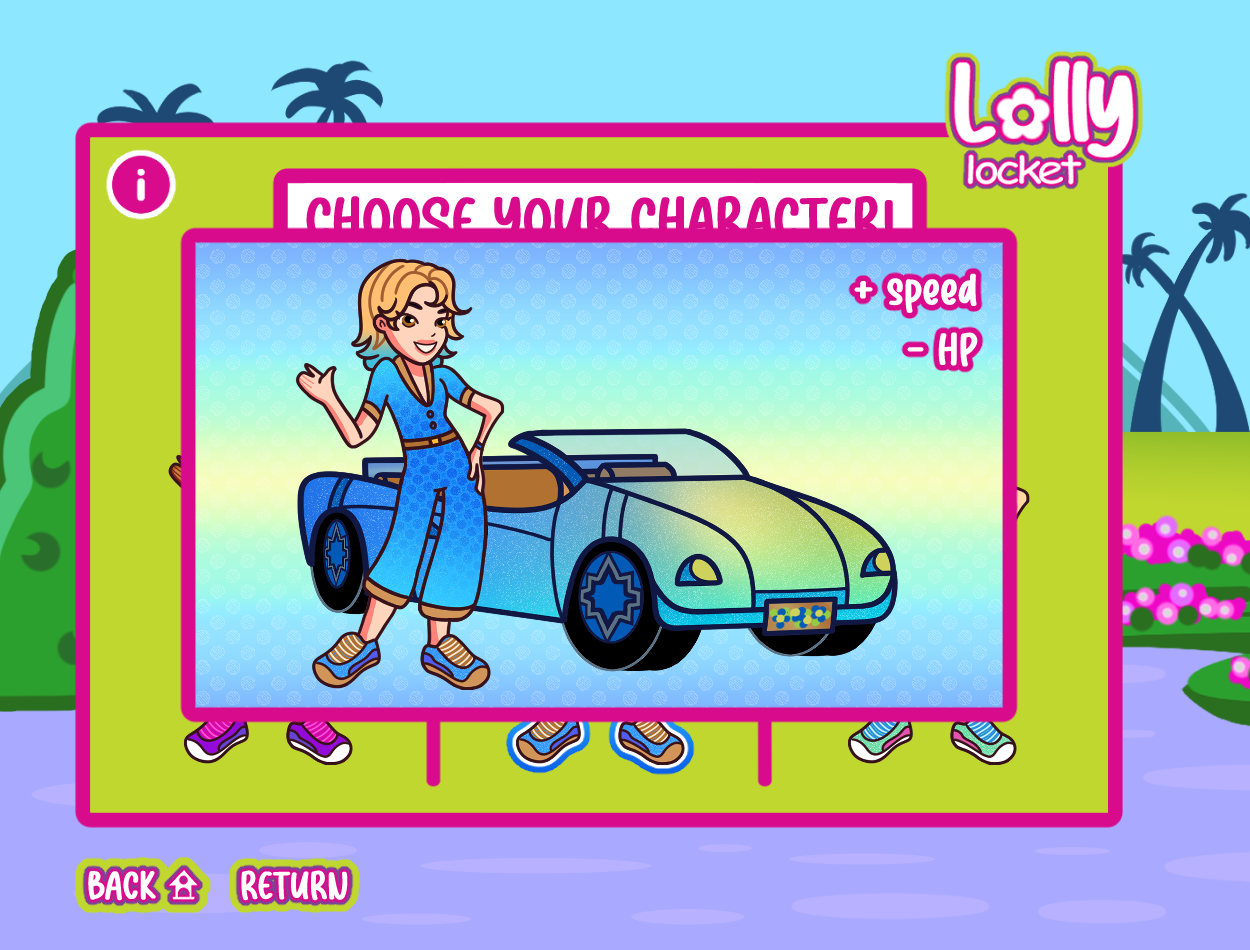 Lolly
locket
i
CHOOSE YOUR CHARACTER!
+ speed
- HP
BACK
RETURN